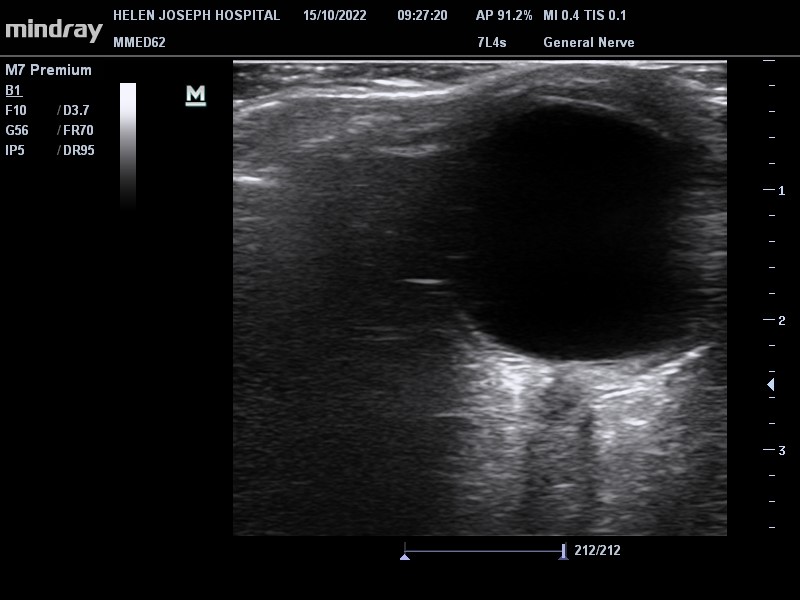 mindray
HELEN JOSEPH HOSPITAL 15/10/2022 09:27:20 AP 91.2% MI 0.4 TIS 0.1
MMED62 7L4s General Nerve
M7 Premium
B1
F10 /D3.7
G56 /FR70
IP5 /DR95
M
1
2
3
212/212